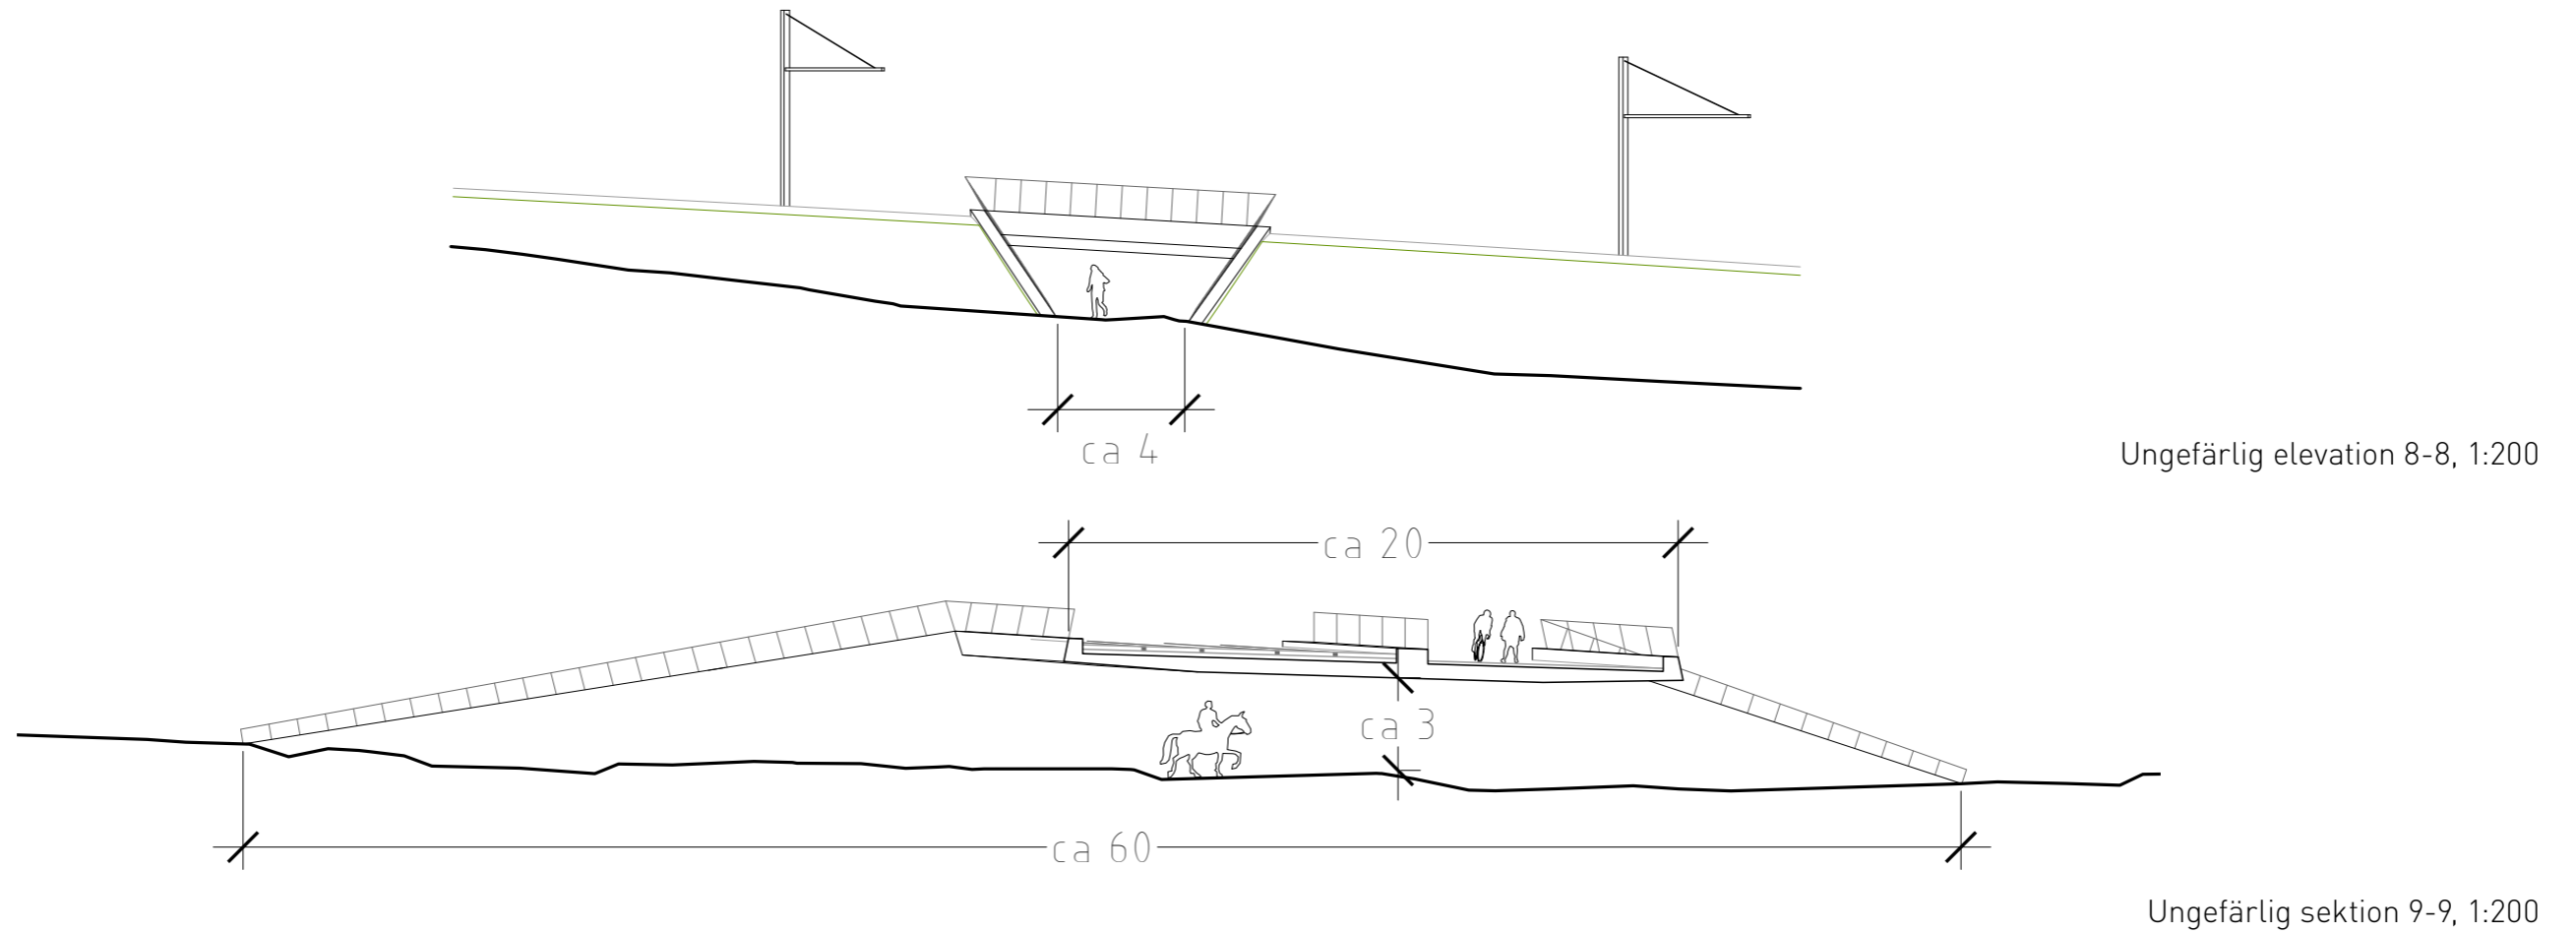 ca 4
Ungefärlig elevation 8-8, 1:200
ca 20
ca 3
ca 60
Ungefärlig sektion 9-9, 1:200